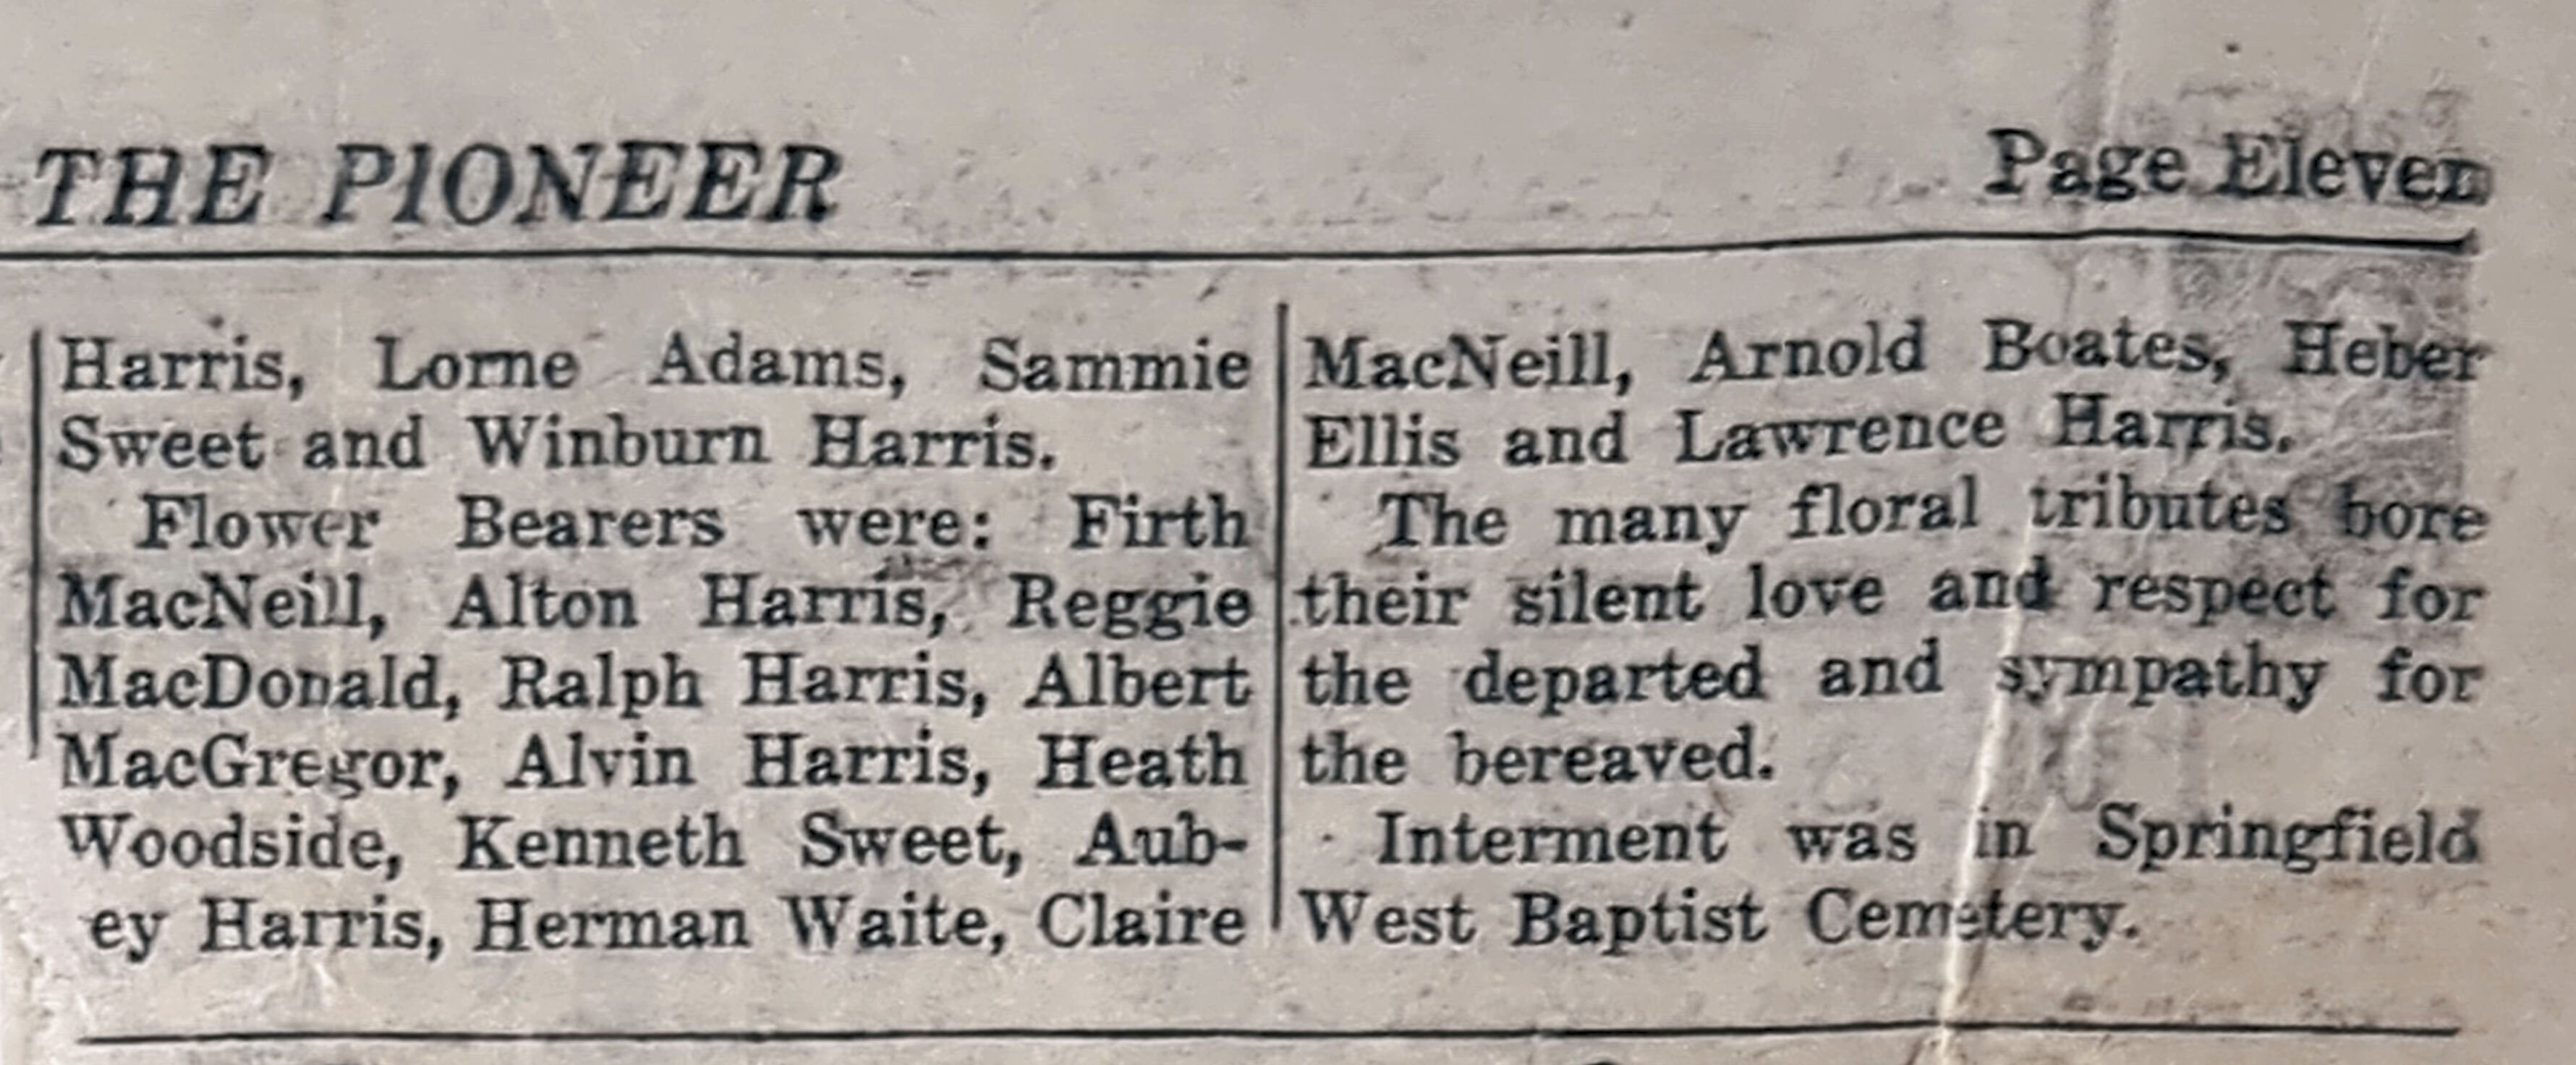 THE PIONEER
Page Eleven
Harris, Lorne Adams, Sammie
Sweet and Winburn Harris.
Flower Bearers were: Firth
MacNeill, Alton Harris, Reggie
MacDonald, Ralph Harris, Albert
MacGregor, Alvin Harris, Heath
Woodside, Kenneth Sweet, Aub-
ey Harris, Herman Waite, Claire
MacNeill, Arnold Boates, Heber
Ellis and Lawrence Harris.
The many floral tributes bore
their silent love and respect for
the departed and sympathy for
the bereaved.
Interment was in Springfield
West Baptist Cemetery.